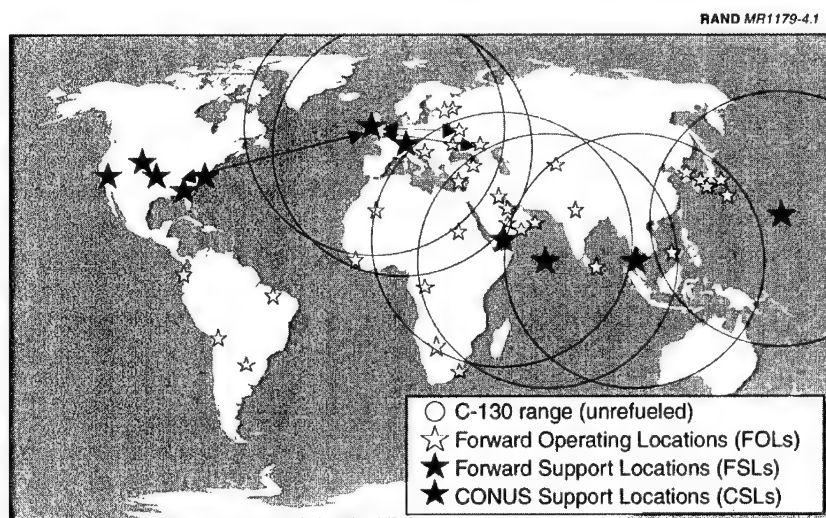 RAND MR1179-4.1
C-130 range (unrefueled)
Forward Operating Locations (FOLs)
Forward Support Locations (FSLs)
CONUS Support Locations (CSLs)